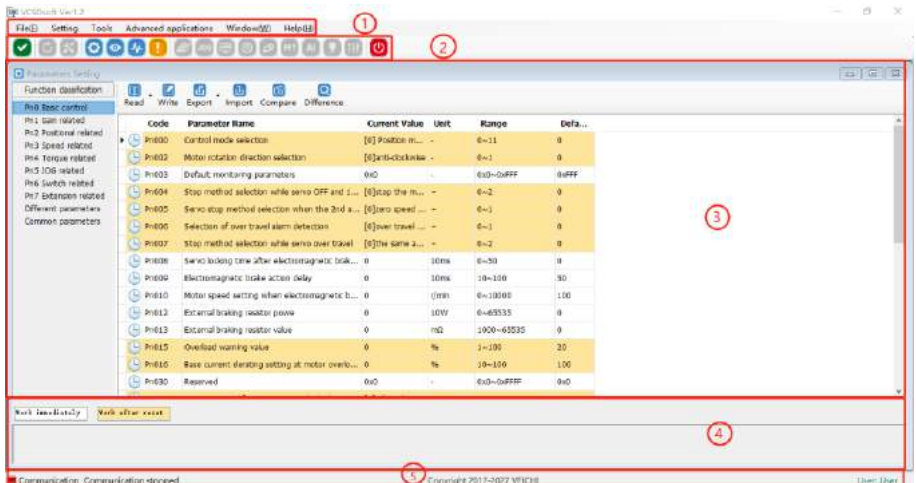 VCSDsoft Ver1.2
File(F) Setting Tools Advanced applications Window(W) Help(H) 1
2
Parameters Setting
Function classification
Read Write Export Import Compare Difference
Pn0 Basic control
Pn1 Gain related
Pn2 Positional related
Pn3 Speed related
Pn4 Torque related
Pn5 JOG related
Pn6 Switch related
Pn7 Extension related
Different parameters
Common parameters
Code Parameter Name Current Value Unit Range Defa...
Pn000 Control mode selection [0] Position m... - 0~11 0
Pn002 Motor rotation direction selection [0]anti-clockwise - 0~1 0
Pn003 Default monitoring parameters 0x0 - 0x0~0xFFF 0xFFF
Pn004 Stop method selection while servo OFF and ... [0]stop the m... - 0~2 0
Pn005 Servo stop method selection when the 2nd a... [0]zero speed ... - 0~1 0
Pn006 Selection of over travel alarm detection [0]over travel ... - 0~1 0
Pn007 Stop method selection while servo over travel [0]the same a... - 0~2 0
Pn008 Servo locking time after electromagnetic brak... 0 10ms 0~50 0
Pn009 Electromagnetic brake action delay 0 10ms 10~100 50
Pn010 Motor speed setting when electromagnetic b... 0 r/min 0~10000 100
Pn012 External braking resistor powe 0 10W 0~65535 0
Pn013 External braking resistor value 0 mΩ 1000~65535 0
Pn015 Overload warning value 0 % 1~100 20
Pn016 Base current derating setting at motor overlo... 0 % 10~100 100
Pn030 Reserved 0x0 - 0x0~0xFFFF 0x0
3
Work immediately Work after reset
4
5
Communication Communication stopped Copyright 2017-2027 VEICHI User: User